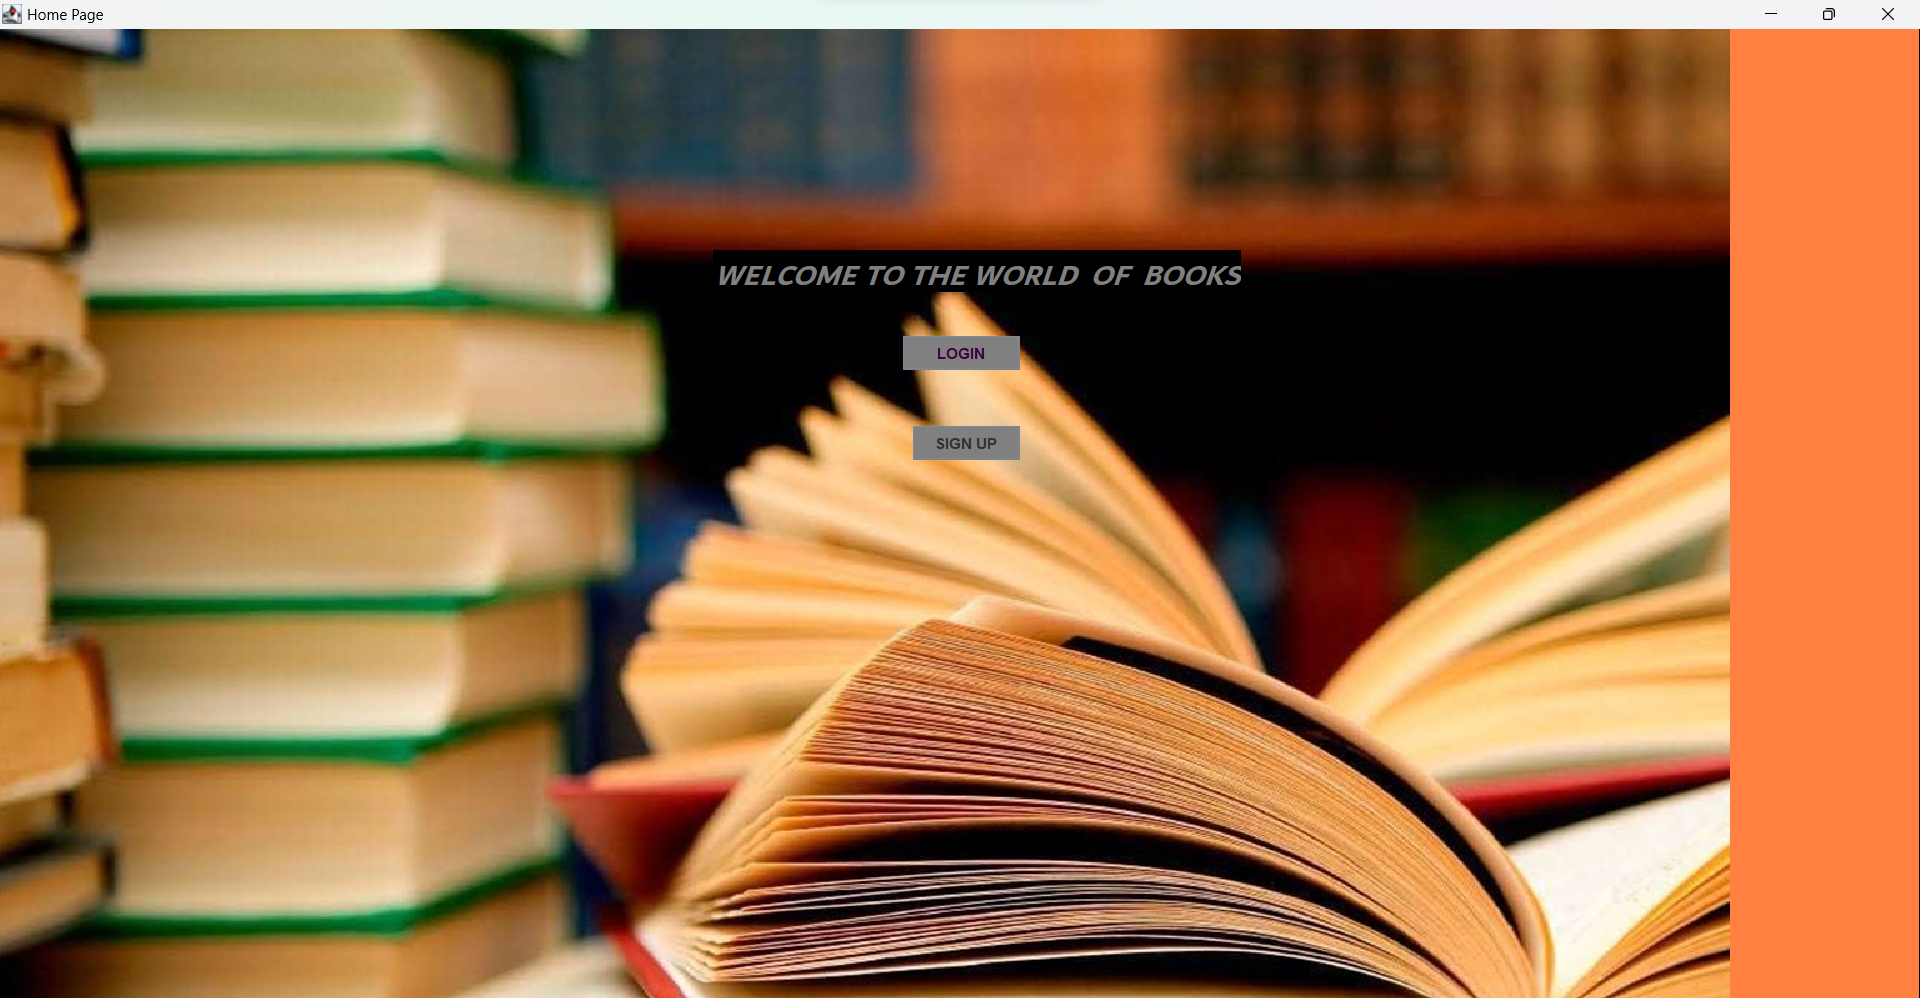 Home Page
WELCOME TO THE WORLD  OF  BOOKS
LOGIN
SIGN UP